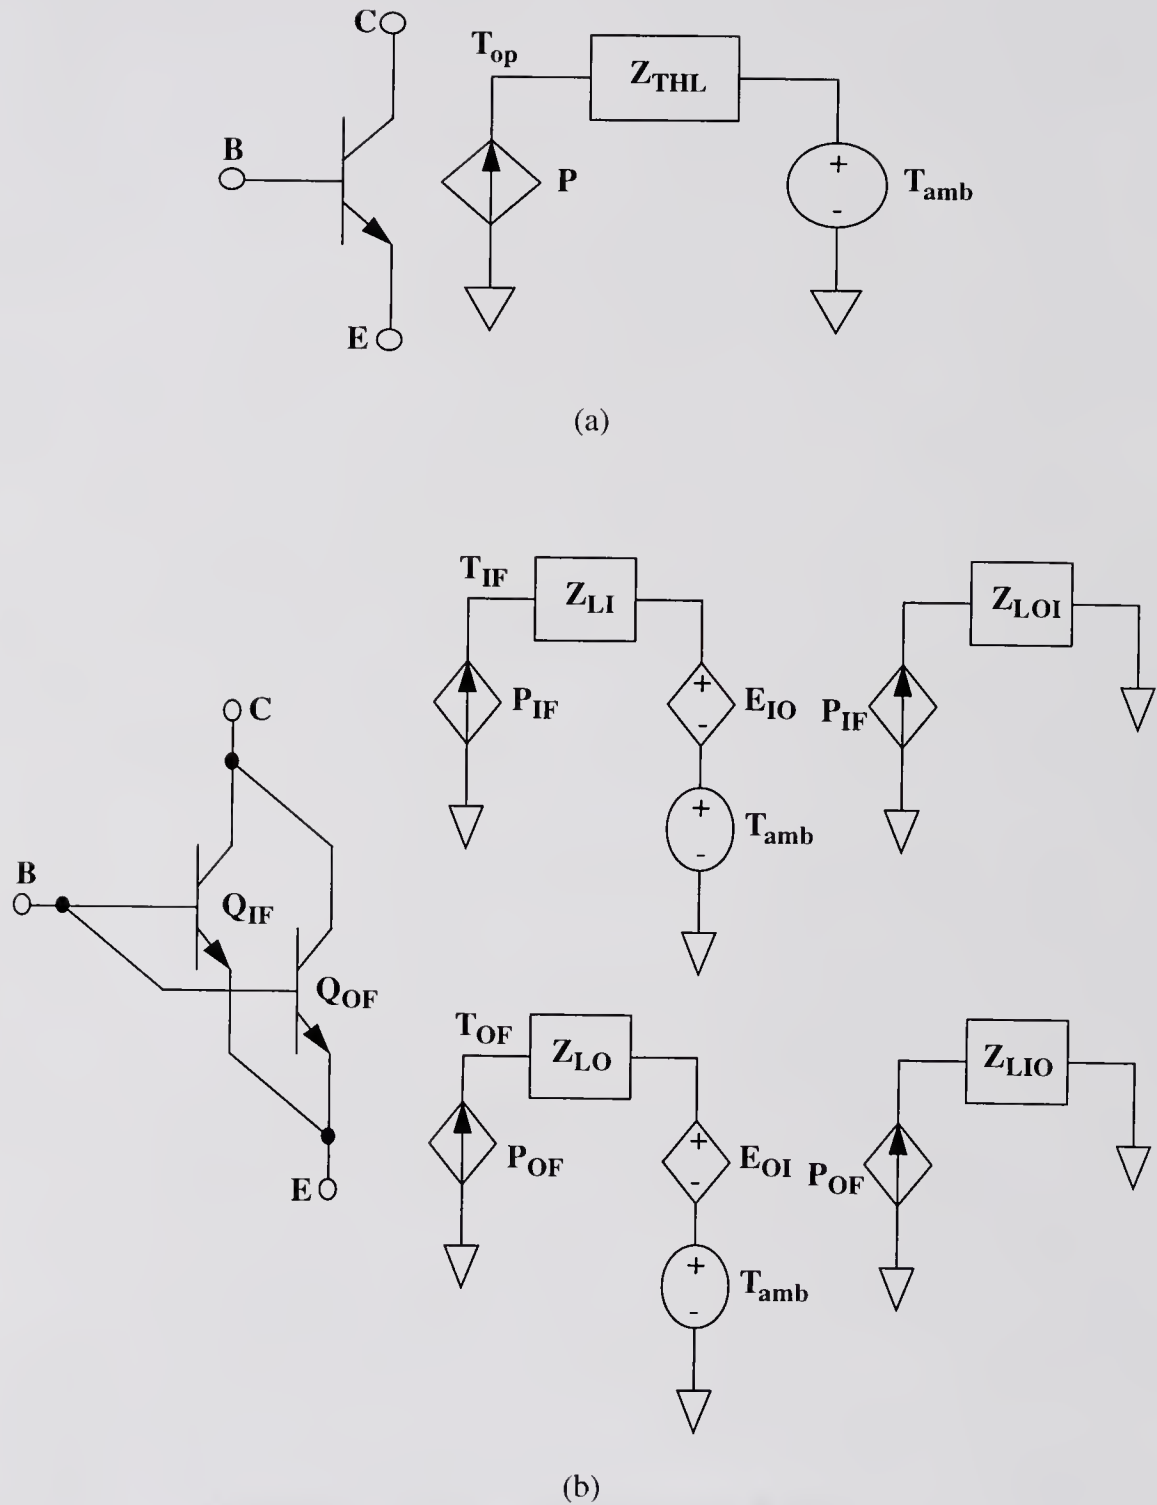 C
T_op
Z_THL
B
P
+
-
T_amb
E
(a)
T_IF
Z_LI
Z_LOI
P_IF
+
-
E_IO
P_IF
C
+
-
T_amb
B
Q_IF
Q_OF
T_OF
Z_LO
Z_LIO
P_OF
+
-
E_OI
P_OF
E
+
-
T_amb
(b)